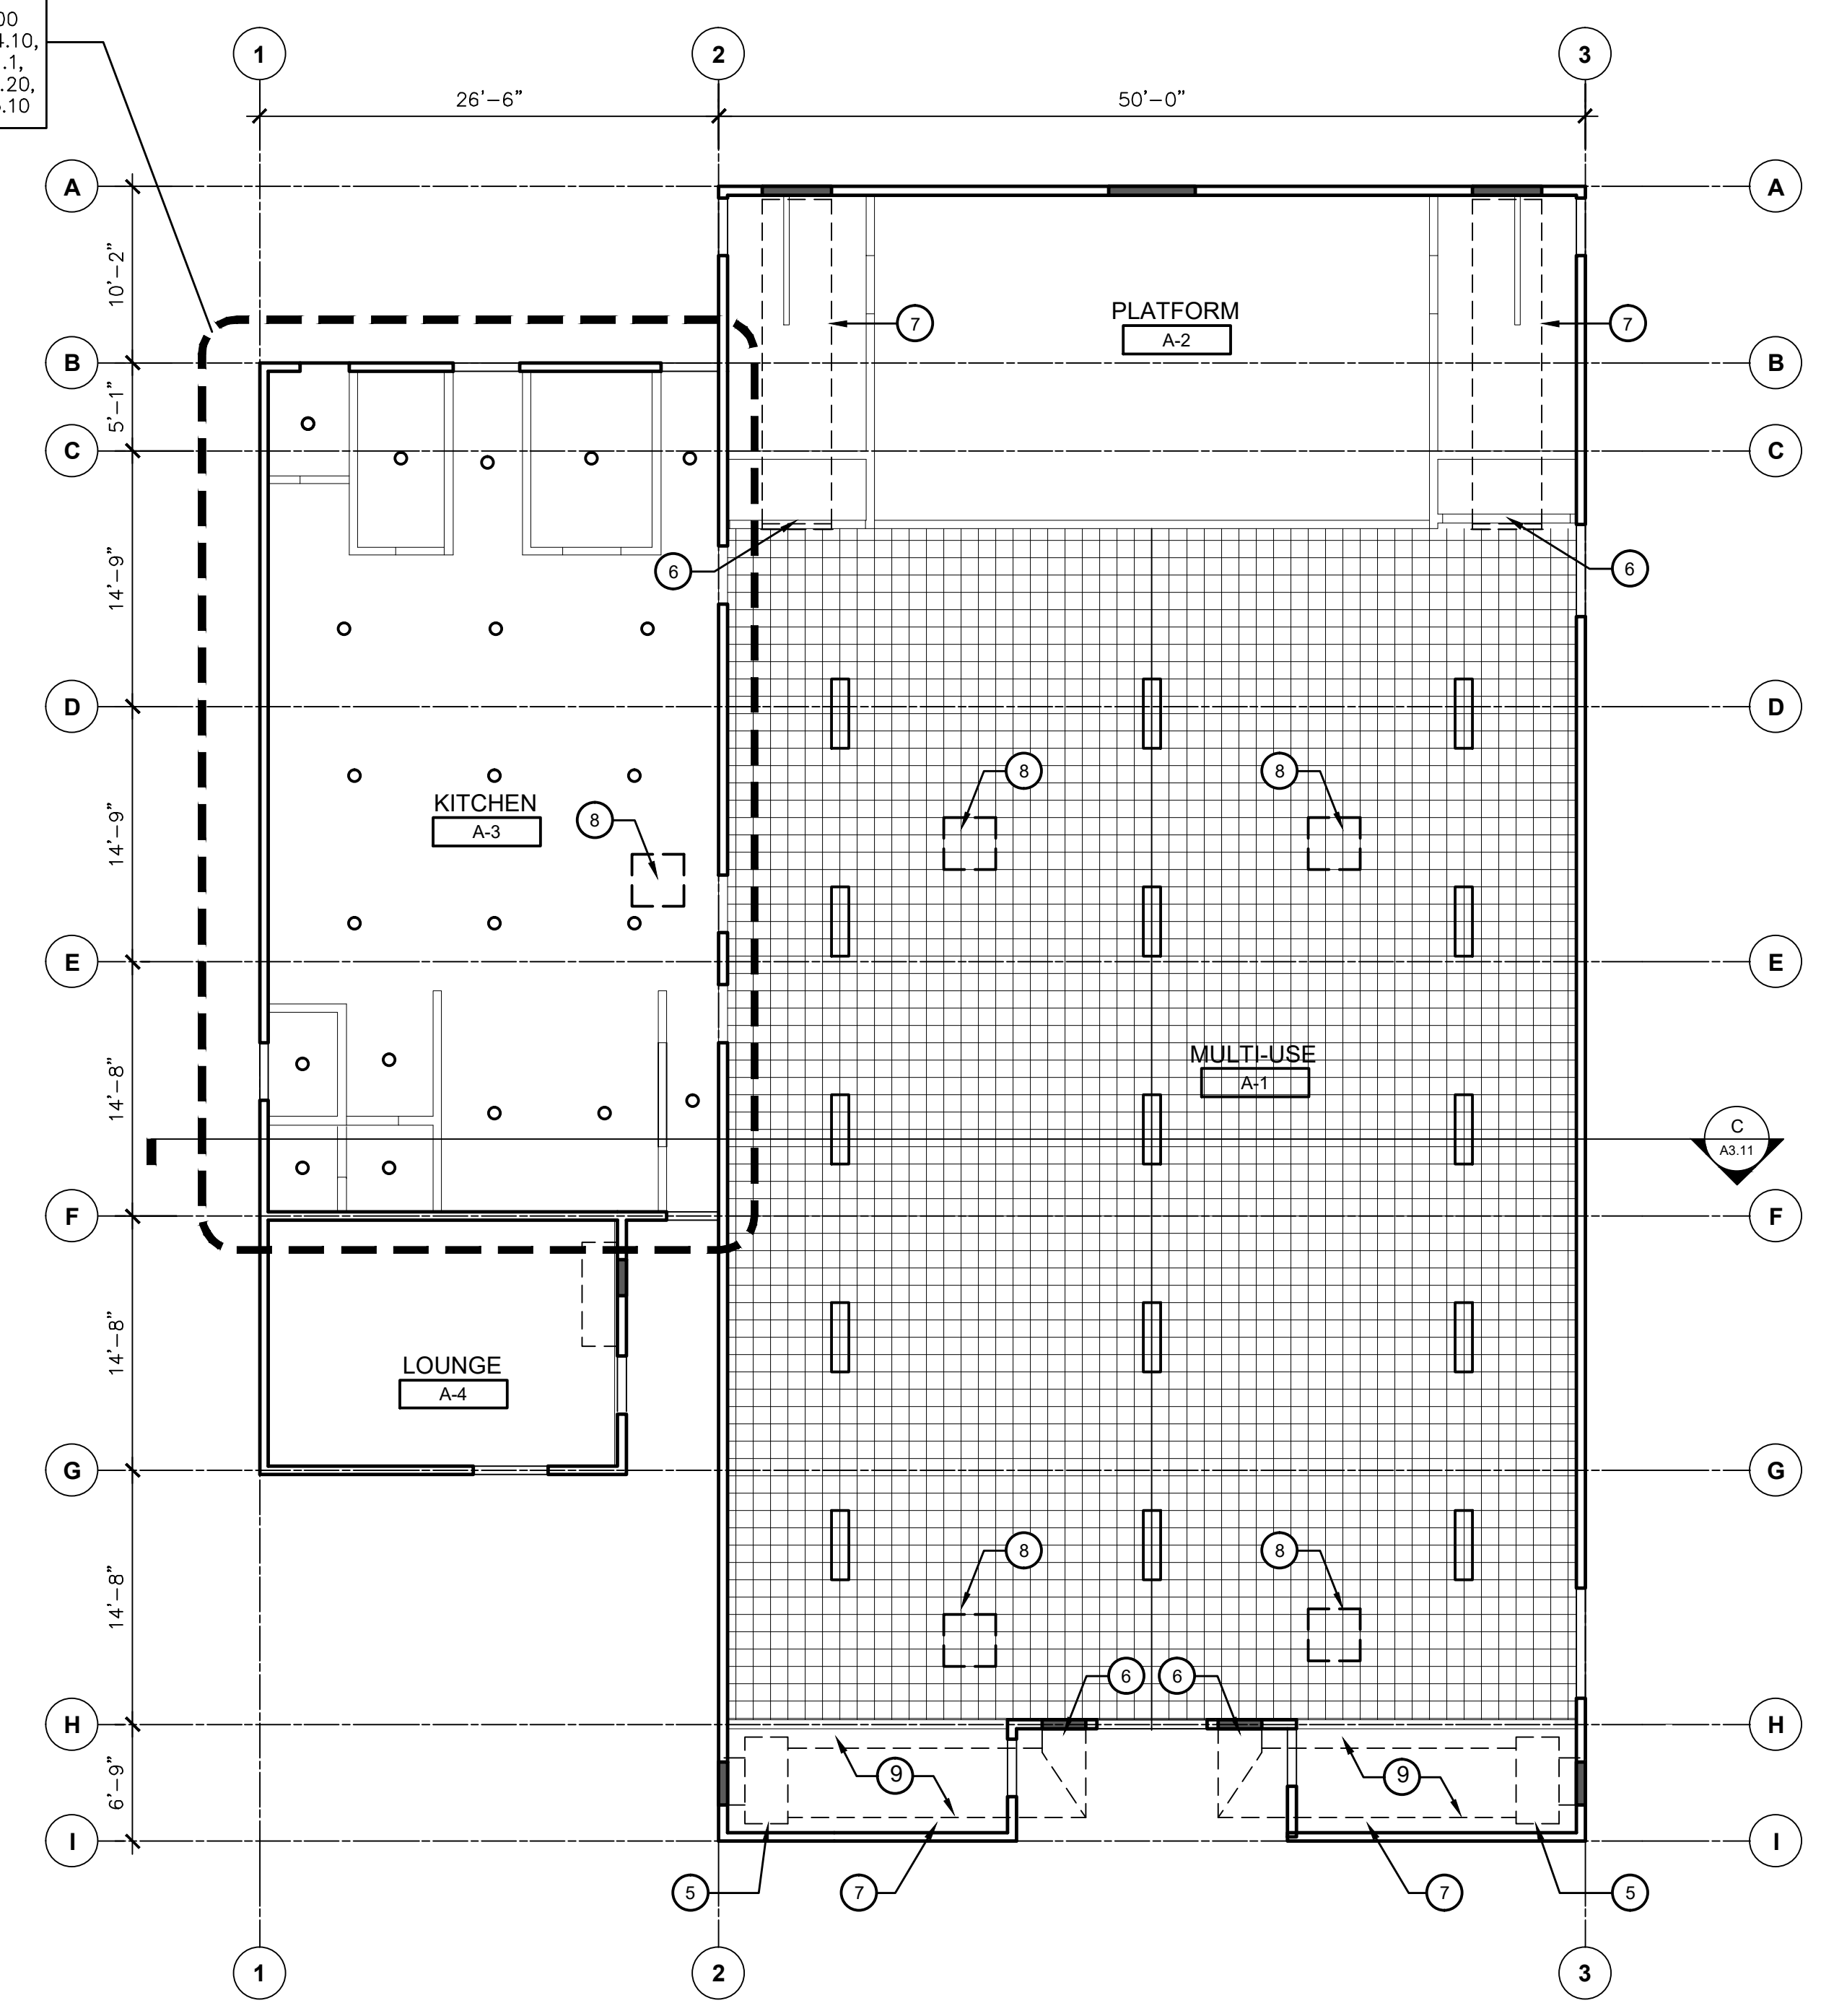 00
4.10,
.1,
.20,
5.10
1
2
3
26'-6"
50'-0"
A
A
10'-2"
PLATFORM
A-2
7
7
B
B
5'-1"
C
C
14'-9"
6
6
D
D
8
8
KITCHEN
A-3
8
14'-9"
E
E
MULTI-USE
A-1
14'-8"
C
A3.11
F
F
14'-8"
LOUNGE
A-4
G
G
8
8
14'-8"
6
6
H
H
9
9
6'-9"
I
I
5
7
7
5
1
2
3